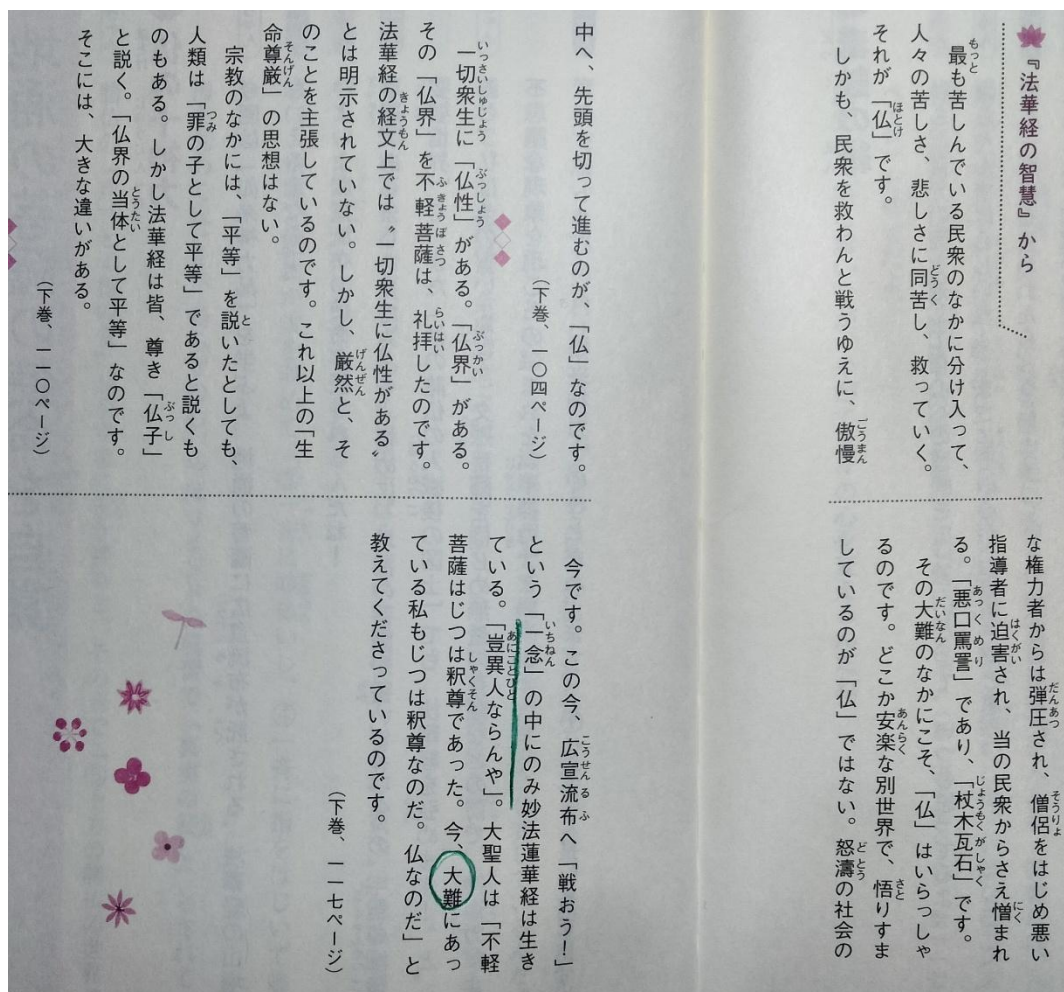 『法華経の智慧』から
最も苦しんでいる民衆のなかに分け入って、
人々の苦しさ、悲しさに同苦し、救っていく。
それが「仏」です。
しかも、民衆を救わんと戦うゆえに、傲慢
な権力者からは弾圧され、僧侶をはじめ悪い
指導者に迫害され、当の民衆からさえ憎まれ
る。「悪口罵詈」であり、「杖木瓦石」です。
その大難のなかにこそ、「仏」はいらっしゃ
るのです。どこか安楽な別世界で、悟りすま
しているのが「仏」ではない。怒濤の社会の
中へ、先頭を切って進むのが、「仏」なのです。
(下巻、一〇四ページ)
一切衆生に「仏性」がある。「仏界」がある。
その「仏界」を不軽菩薩は、礼拝したのです。
法華経の経文上では〝一切衆生に仏性がある〟
とは明示されていない。しかし、厳然と、そ
のことを主張しているのです。これ以上の「生
命尊厳」の思想はない。
宗教のなかには、「平等」を説いたとしても、
人類は「罪の子として平等」であると説くも
のもある。しかし法華経は皆、尊き「仏子」
と説く。「仏界の当体として平等」なのです。
そこには、大きな違いがある。
(下巻、一一〇ページ)
今です。この今、広宣流布へ「戦おう!」
という「一念」の中にのみ妙法蓮華経は生き
ている。「豈異人ならんや」。大聖人は「不軽
菩薩はじつは釈尊であった。今、大難にあっ
ている私もじつは釈尊なのだ。仏なのだ」と
教えてくださっているのです。
(下巻、一一七ページ)